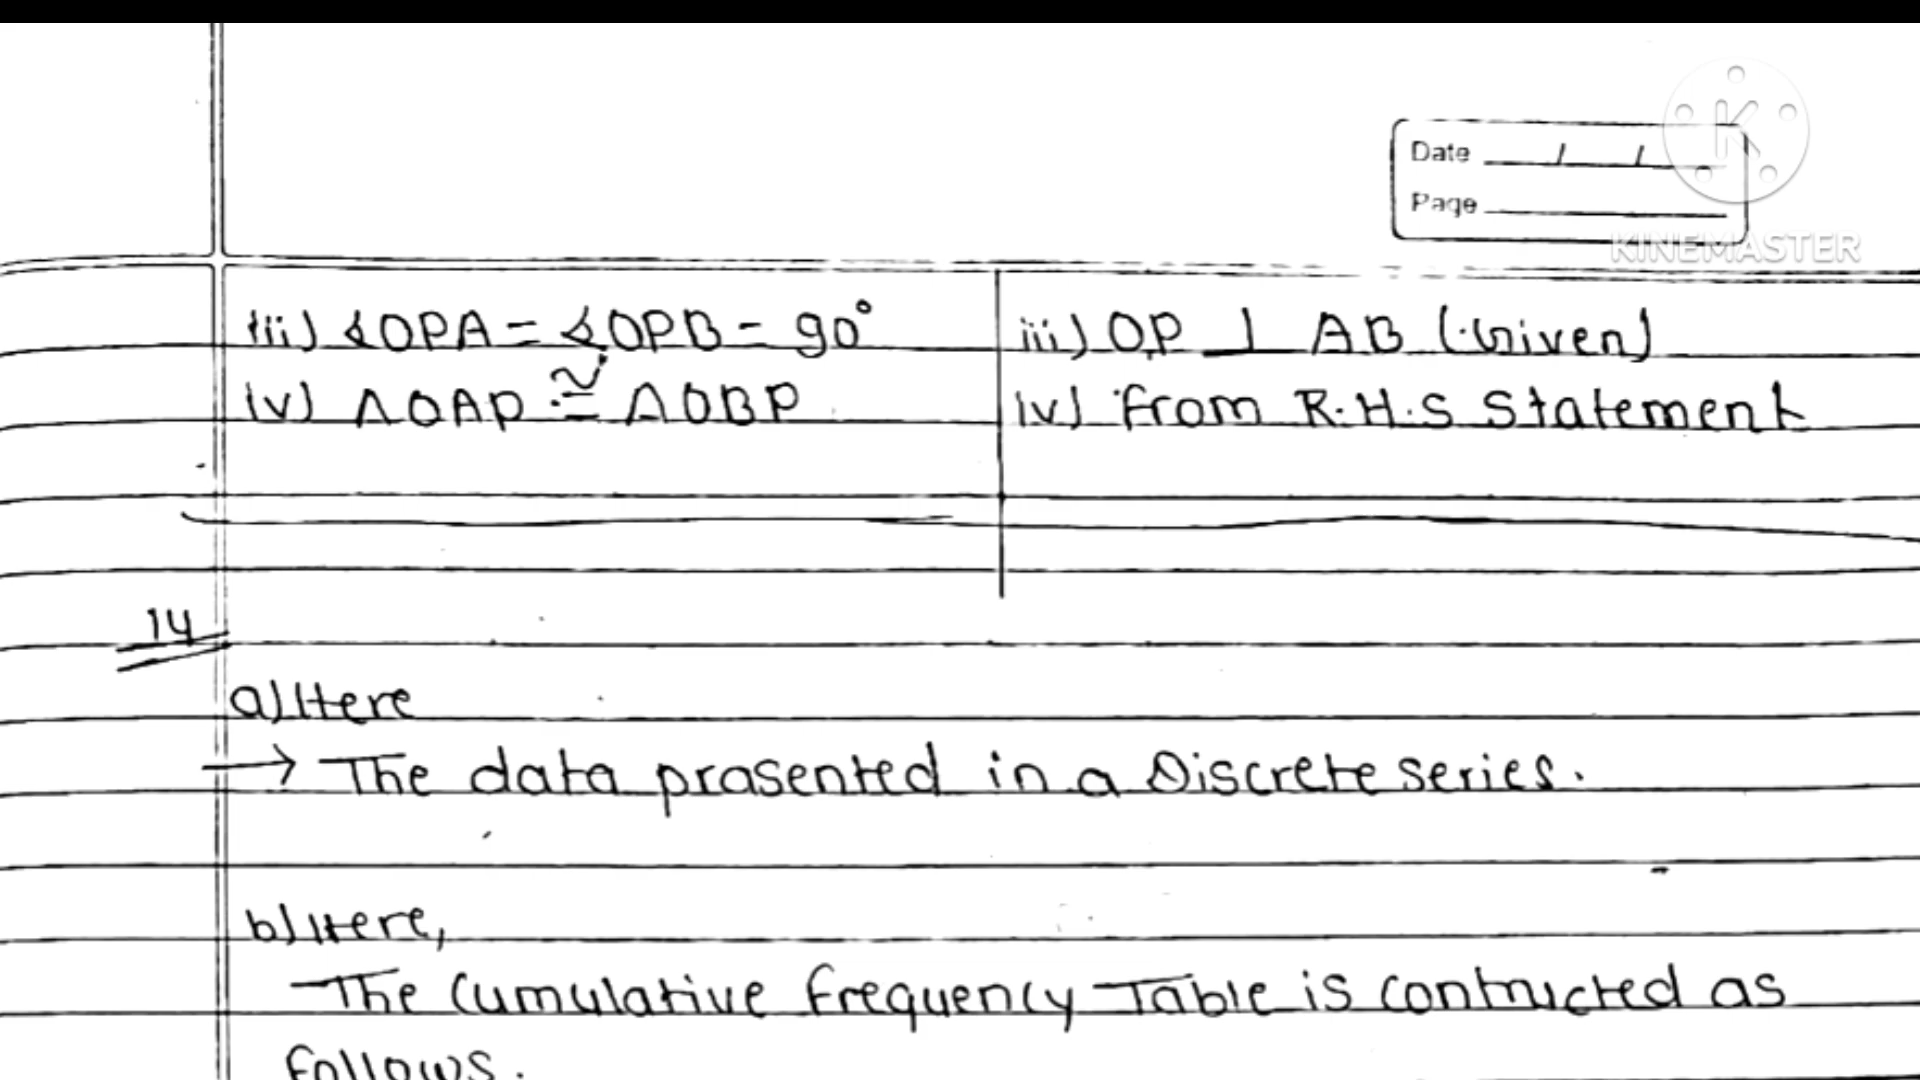 Date / /
Page
KINEMASTER
iii) ∡OPA = ∡OPB = 90° iii) OP ⊥ AB (Given)
iv) ΔOAP ≅ ΔOBP iv) From R.H.S Statement
14
a) Here
→ The data prasented in a Discrete series.
b) Here,
The Cumulative Frequency Table is contructed as
follows.